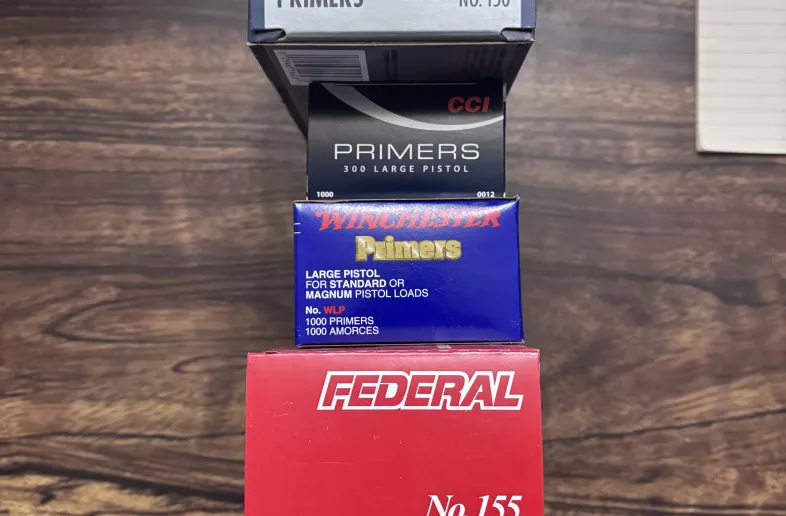 PRIMERS
No. 150
CCI
PRIMERS
300 LARGE PISTOL
1000
0012
WINCHESTER
Primers
LARGE PISTOL
FOR STANDARD OR
MAGNUM PISTOL LOADS
No. WLP
1000 PRIMERS
1000 AMORCES
FEDERAL
No. 155